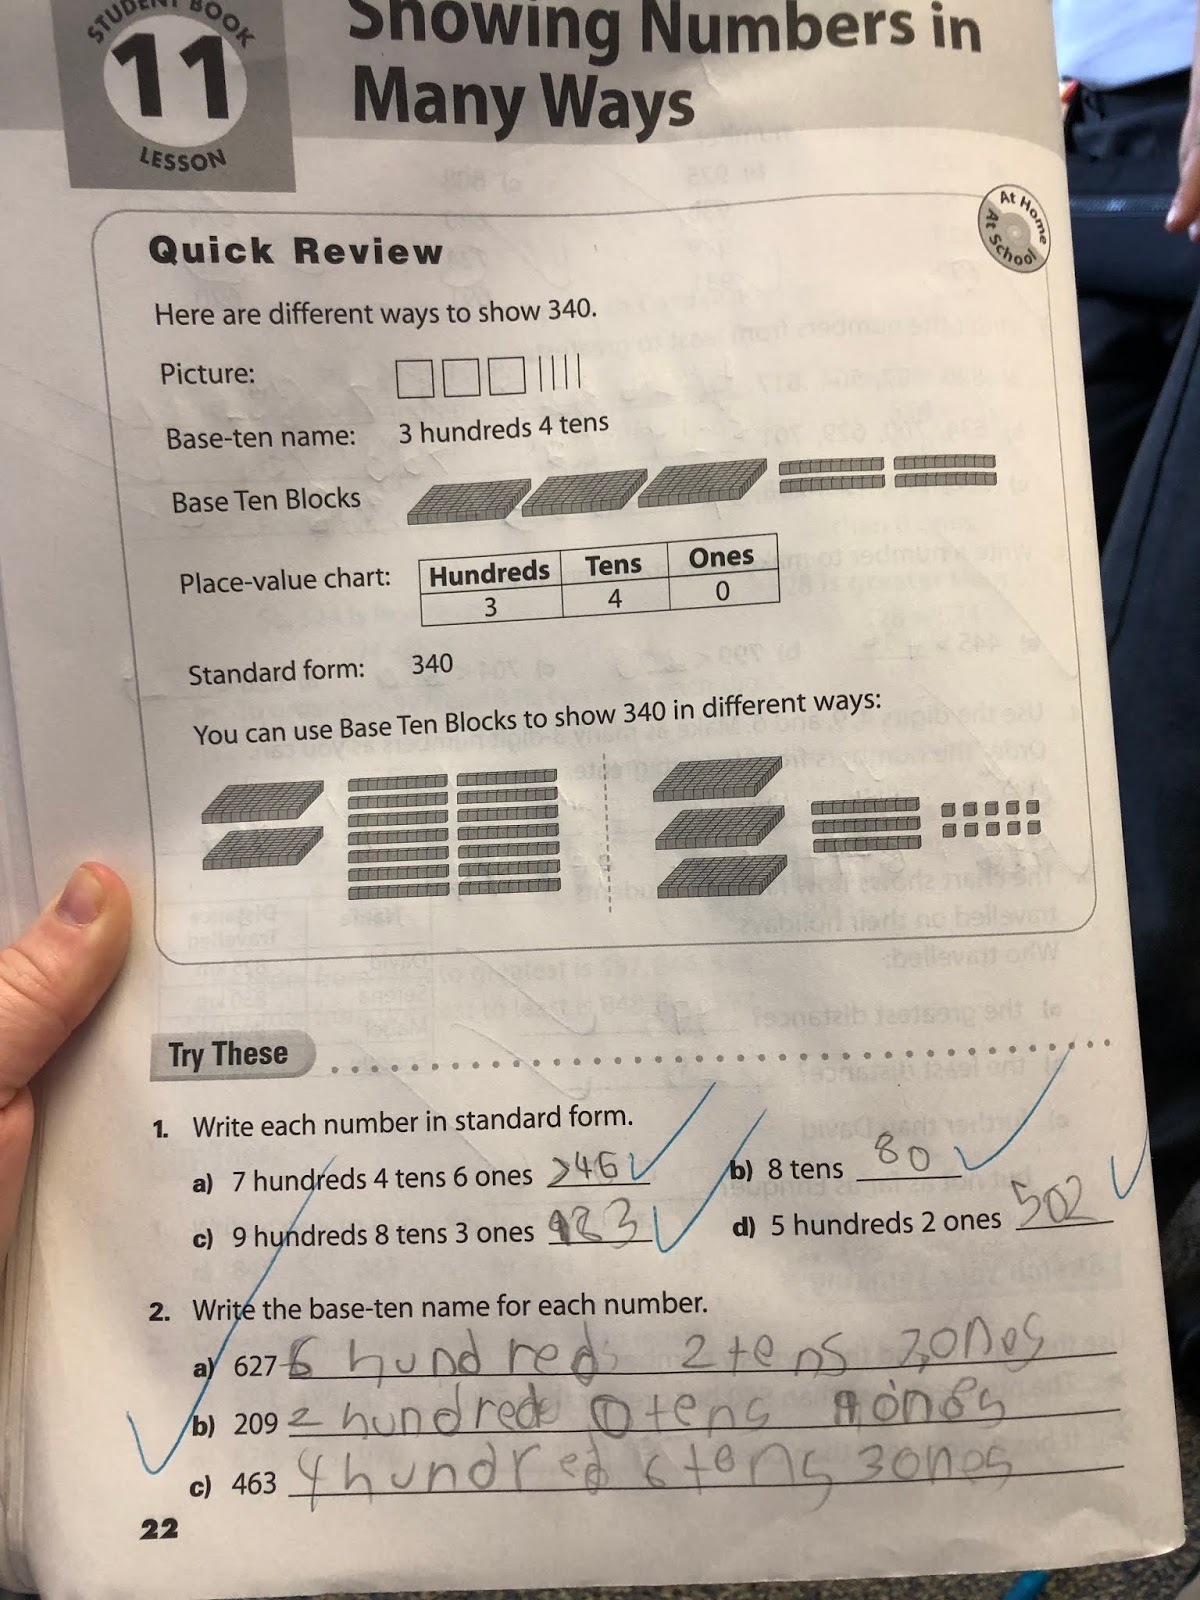 STUDENT BOOK
11
LESSON
Showing Numbers in
Many Ways
At Home
At School
Quick Review
Here are different ways to show 340.
Picture:
Base-ten name: 3 hundreds 4 tens
Base Ten Blocks
Place-value chart:
Hundreds Tens Ones
3 4 0
Standard form: 340
You can use Base Ten Blocks to show 340 in different ways:
Try These
1. Write each number in standard form.
a) 7 hundreds 4 tens 6 ones 746 b) 8 tens 80
c) 9 hundreds 8 tens 3 ones 983 d) 5 hundreds 2 ones 502
2. Write the base-ten name for each number.
a) 627 6 hundreds 2 tens 7 ones
b) 209 2 hundreds 0 tens 9 ones
c) 463 4 hundred 6 tens 3 ones
22